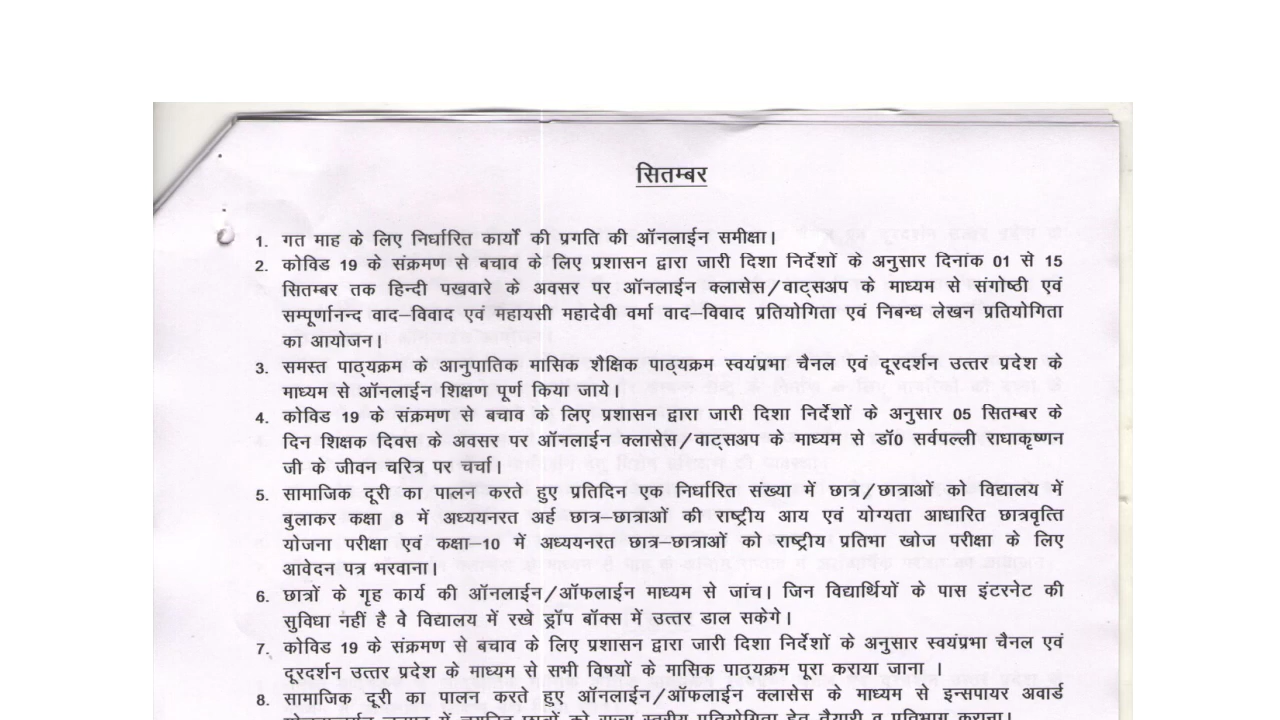 सितम्बर
1. गत माह के लिए निर्धारित कार्यों की प्रगति की ऑनलाईन समीक्षा।
2. कोविड 19 के संक्रमण से बचाव के लिए प्रशासन द्वारा जारी दिशा निर्देशों के अनुसार दिनांक 01 से 15
सितम्बर तक हिन्दी पखवारे के अवसर पर ऑनलाईन क्लासेस/वाट्सअप के माध्यम से संगोष्ठी एवं
सम्पूर्णानन्द वाद–विवाद एवं महायसी महादेवी वर्मा वाद–विवाद प्रतियोगिता एवं निबन्ध लेखन प्रतियोगिता
का आयोजन।
3. समस्त पाठ्यक्रम के आनुपातिक मासिक शैक्षिक पाठ्यक्रम स्वयंप्रभा चैनल एवं दूरदर्शन उत्तर प्रदेश के
माध्यम से ऑनलाईन शिक्षण पूर्ण किया जाये।
4. कोविड 19 के संक्रमण से बचाव के लिए प्रशासन द्वारा जारी दिशा निर्देशों के अनुसार 05 सितम्बर के
दिन शिक्षक दिवस के अवसर पर ऑनलाईन क्लासेस/वाट्सअप के माध्यम से डॉ0 सर्वपल्ली राधाकृष्णन
जी के जीवन चरित्र पर चर्चा।
5. सामाजिक दूरी का पालन करते हुए प्रतिदिन एक निर्धारित संख्या में छात्र/छात्राओं को विद्यालय में
बुलाकर कक्षा 8 में अध्ययनरत अर्ह छात्र–छात्राओं की राष्ट्रीय आय एवं योग्यता आधारित छात्रवृत्ति
योजना परीक्षा एवं कक्षा–10 में अध्ययनरत छात्र–छात्राओं को राष्ट्रीय प्रतिभा खोज परीक्षा के लिए
आवेदन पत्र भरवाना।
6. छात्रों के गृह कार्य की ऑनलाईन/ऑफलाईन माध्यम से जांच। जिन विद्यार्थियों के पास इंटरनेट की
सुविधा नंहीं है वे विद्यालय में रखे ड्रॉप बॉक्स में उत्तर डाल सकेगे।
7. कोविड 19 के संक्रमण से बचाव के लिए प्रशासन द्वारा जारी दिशा निर्देशों के अनुसार स्वयंप्रभा चैनल एवं
दूरदर्शन उत्तर प्रदेश के माध्यम से सभी विषयों के मासिक पाठ्यक्रम पूरा कराया जाना ।
8. सामाजिक दूरी का पालन करते हुए ऑनलाईन/ऑफलाईन क्लासेस के माध्यम से इन्सपायर अवार्ड
छात्रों को राज्य स्तरीय प्रतियोगिता हेतु तैयारी व प्रतिभाग कराना।